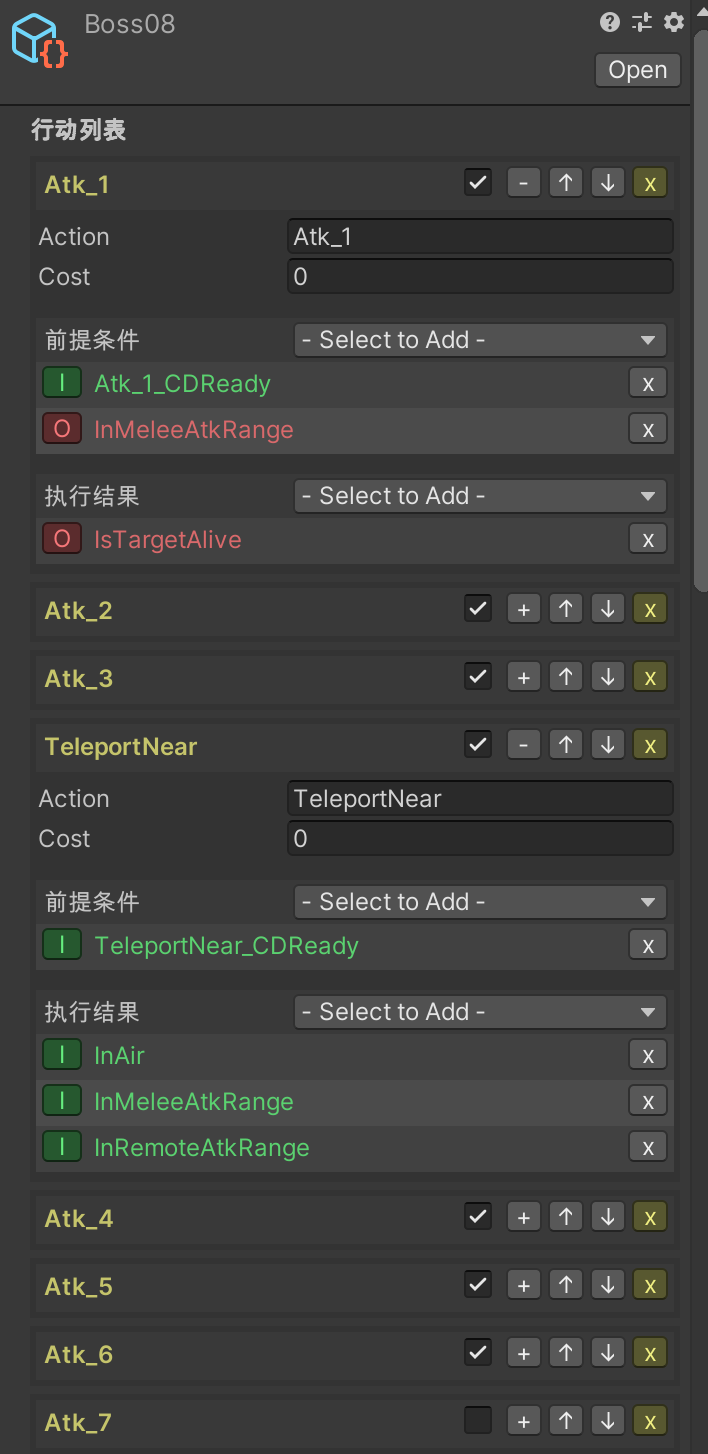 Boss08
Open
行动列表
Atk_1 - ↑ ↓ x
Action Atk_1
Cost 0
前提条件 - Select to Add -
I Atk_1_CDReady x
O InMeleeAtkRange x
执行结果 - Select to Add -
O IsTargetAlive x
Atk_2 + ↑ ↓ x
Atk_3 + ↑ ↓ x
TeleportNear - ↑ ↓ x
Action TeleportNear
Cost 0
前提条件 - Select to Add -
I TeleportNear_CDReady x
执行结果 - Select to Add -
I InAir x
I InMeleeAtkRange x
I InRemoteAtkRange x
Atk_4 + ↑ ↓ x
Atk_5 + ↑ ↓ x
Atk_6 + ↑ ↓ x
Atk_7 + ↑ ↓ x